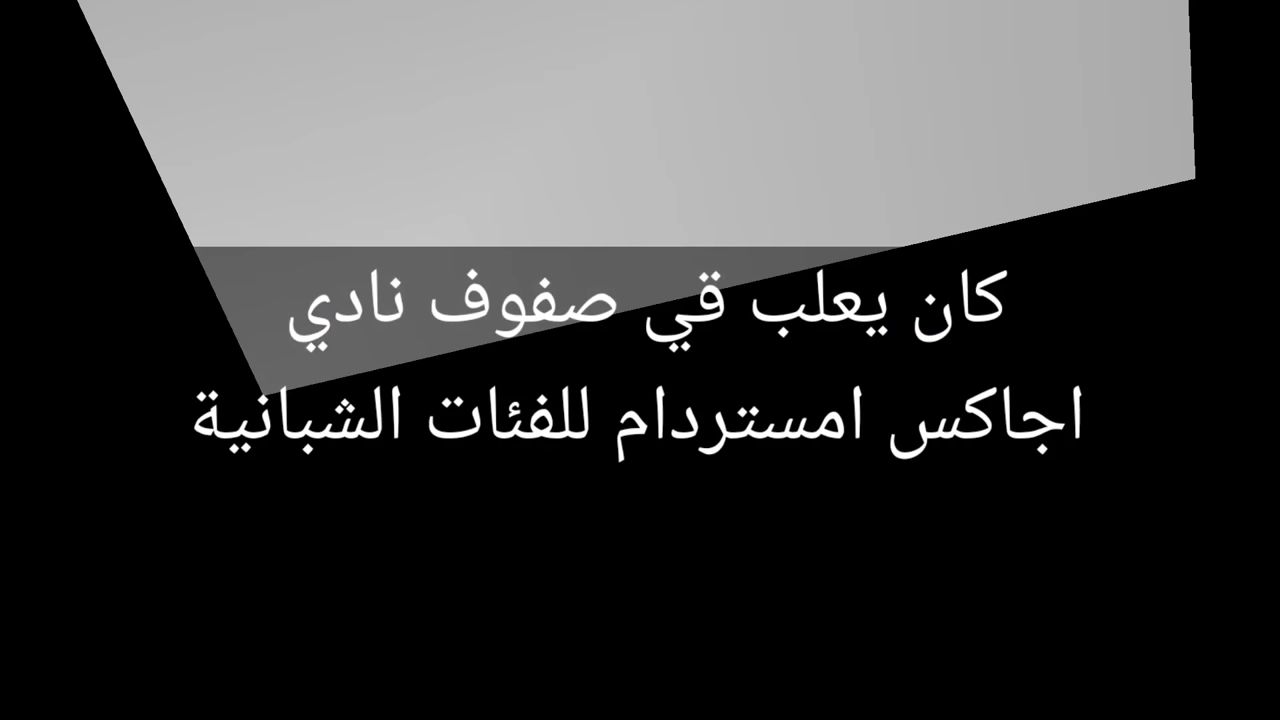 كان يعلب قي صفوف نادي
اجاكس امستردام للفئات الشبانية